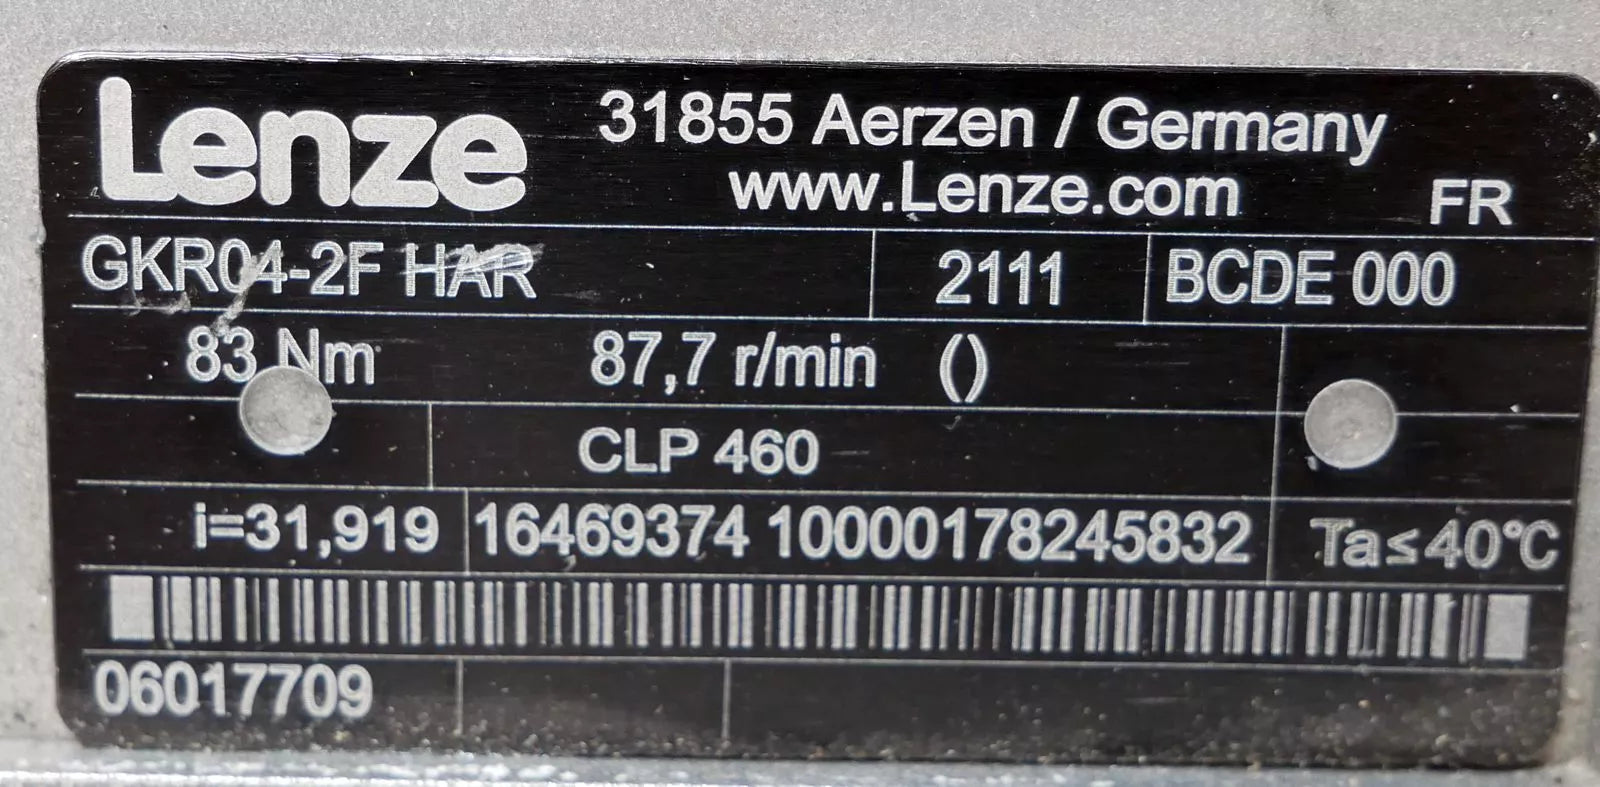 Lenze 31855 Aerzen / Germany
www.Lenze.com FR
GKR04-2F HAR 2111 BCDE 000
83 Nm 87,7 r/min ()
CLP 460
i=31,919 16469374 10000178245832 Ta≤40°C
06017709